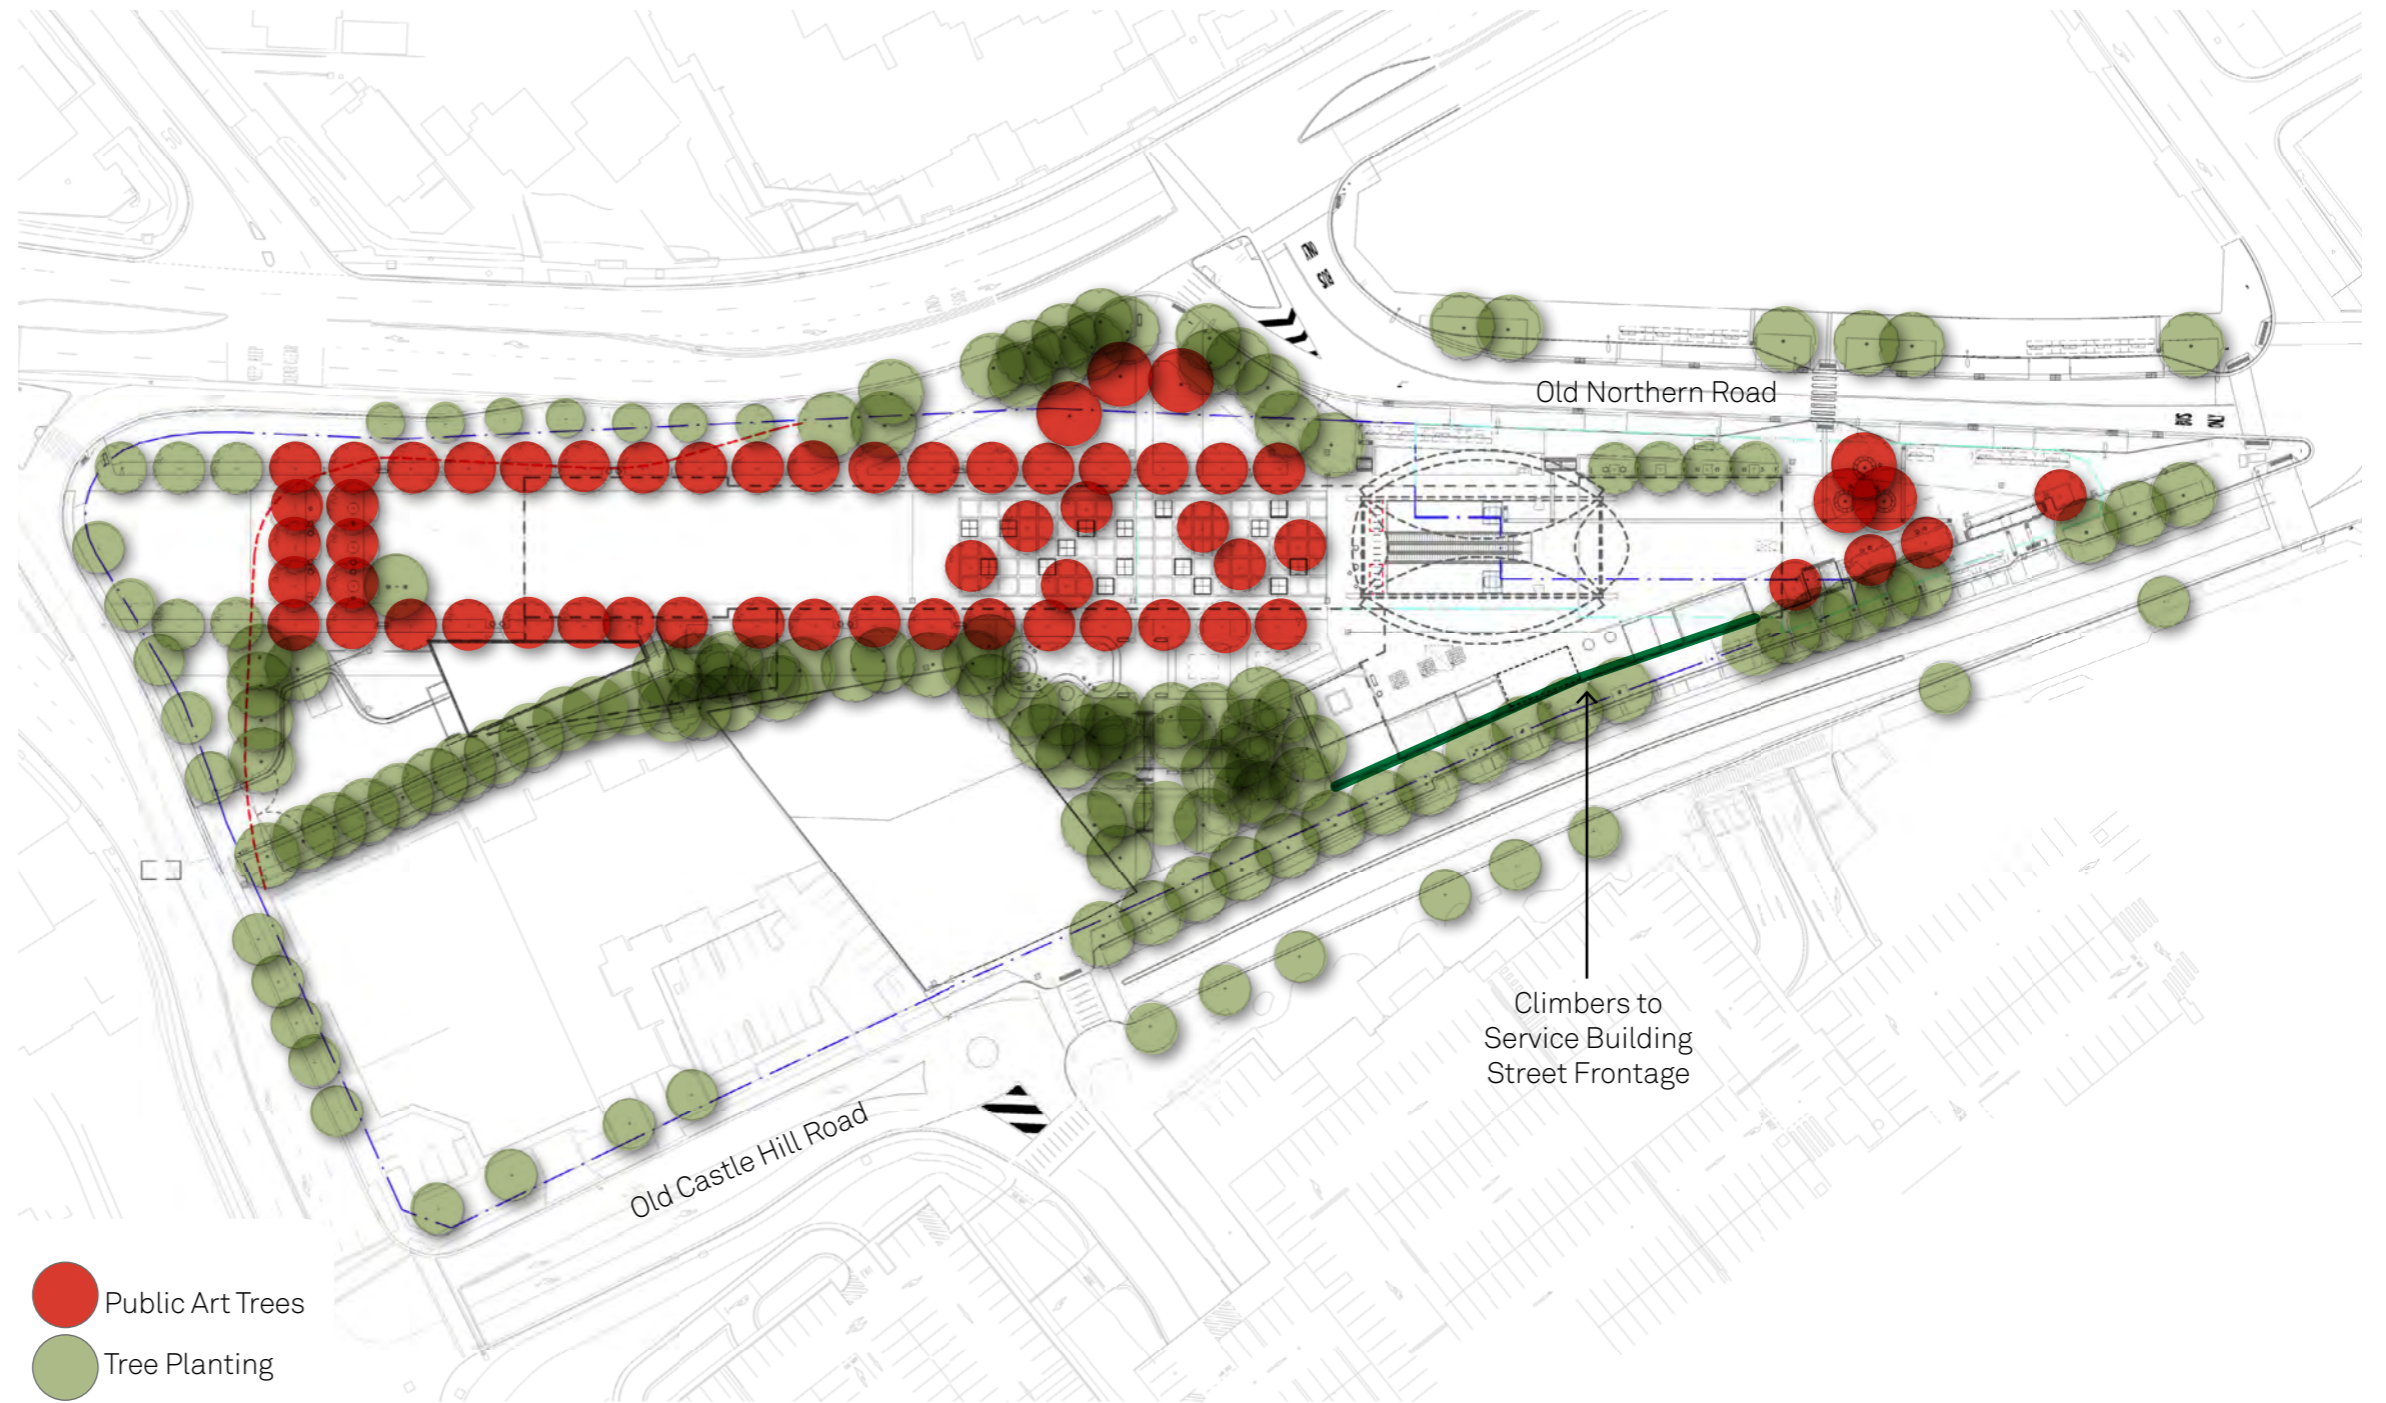 Old Northern Road
Climbers to
Service Building
Street Frontage
Old Castle Hill Road
Public Art Trees
Tree Planting